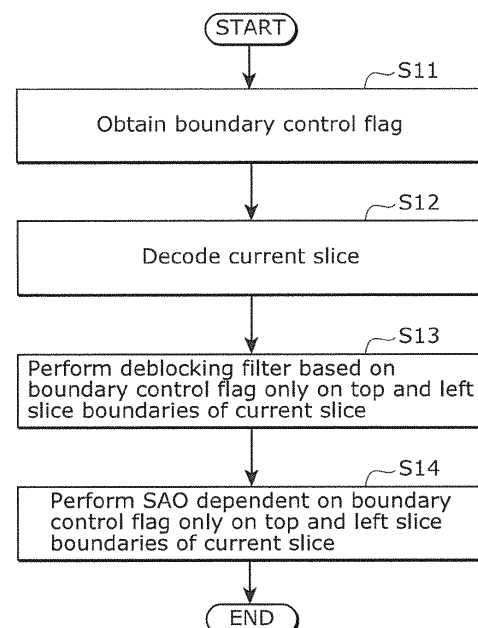 START
S11
Obtain boundary control flag
S12
Decode current slice
S13
Perform deblocking filter based on
boundary control flag only on top and left
slice boundaries of current slice
S14
Perform SAO dependent on boundary
control flag only on top and left slice
boundaries of current slice
END